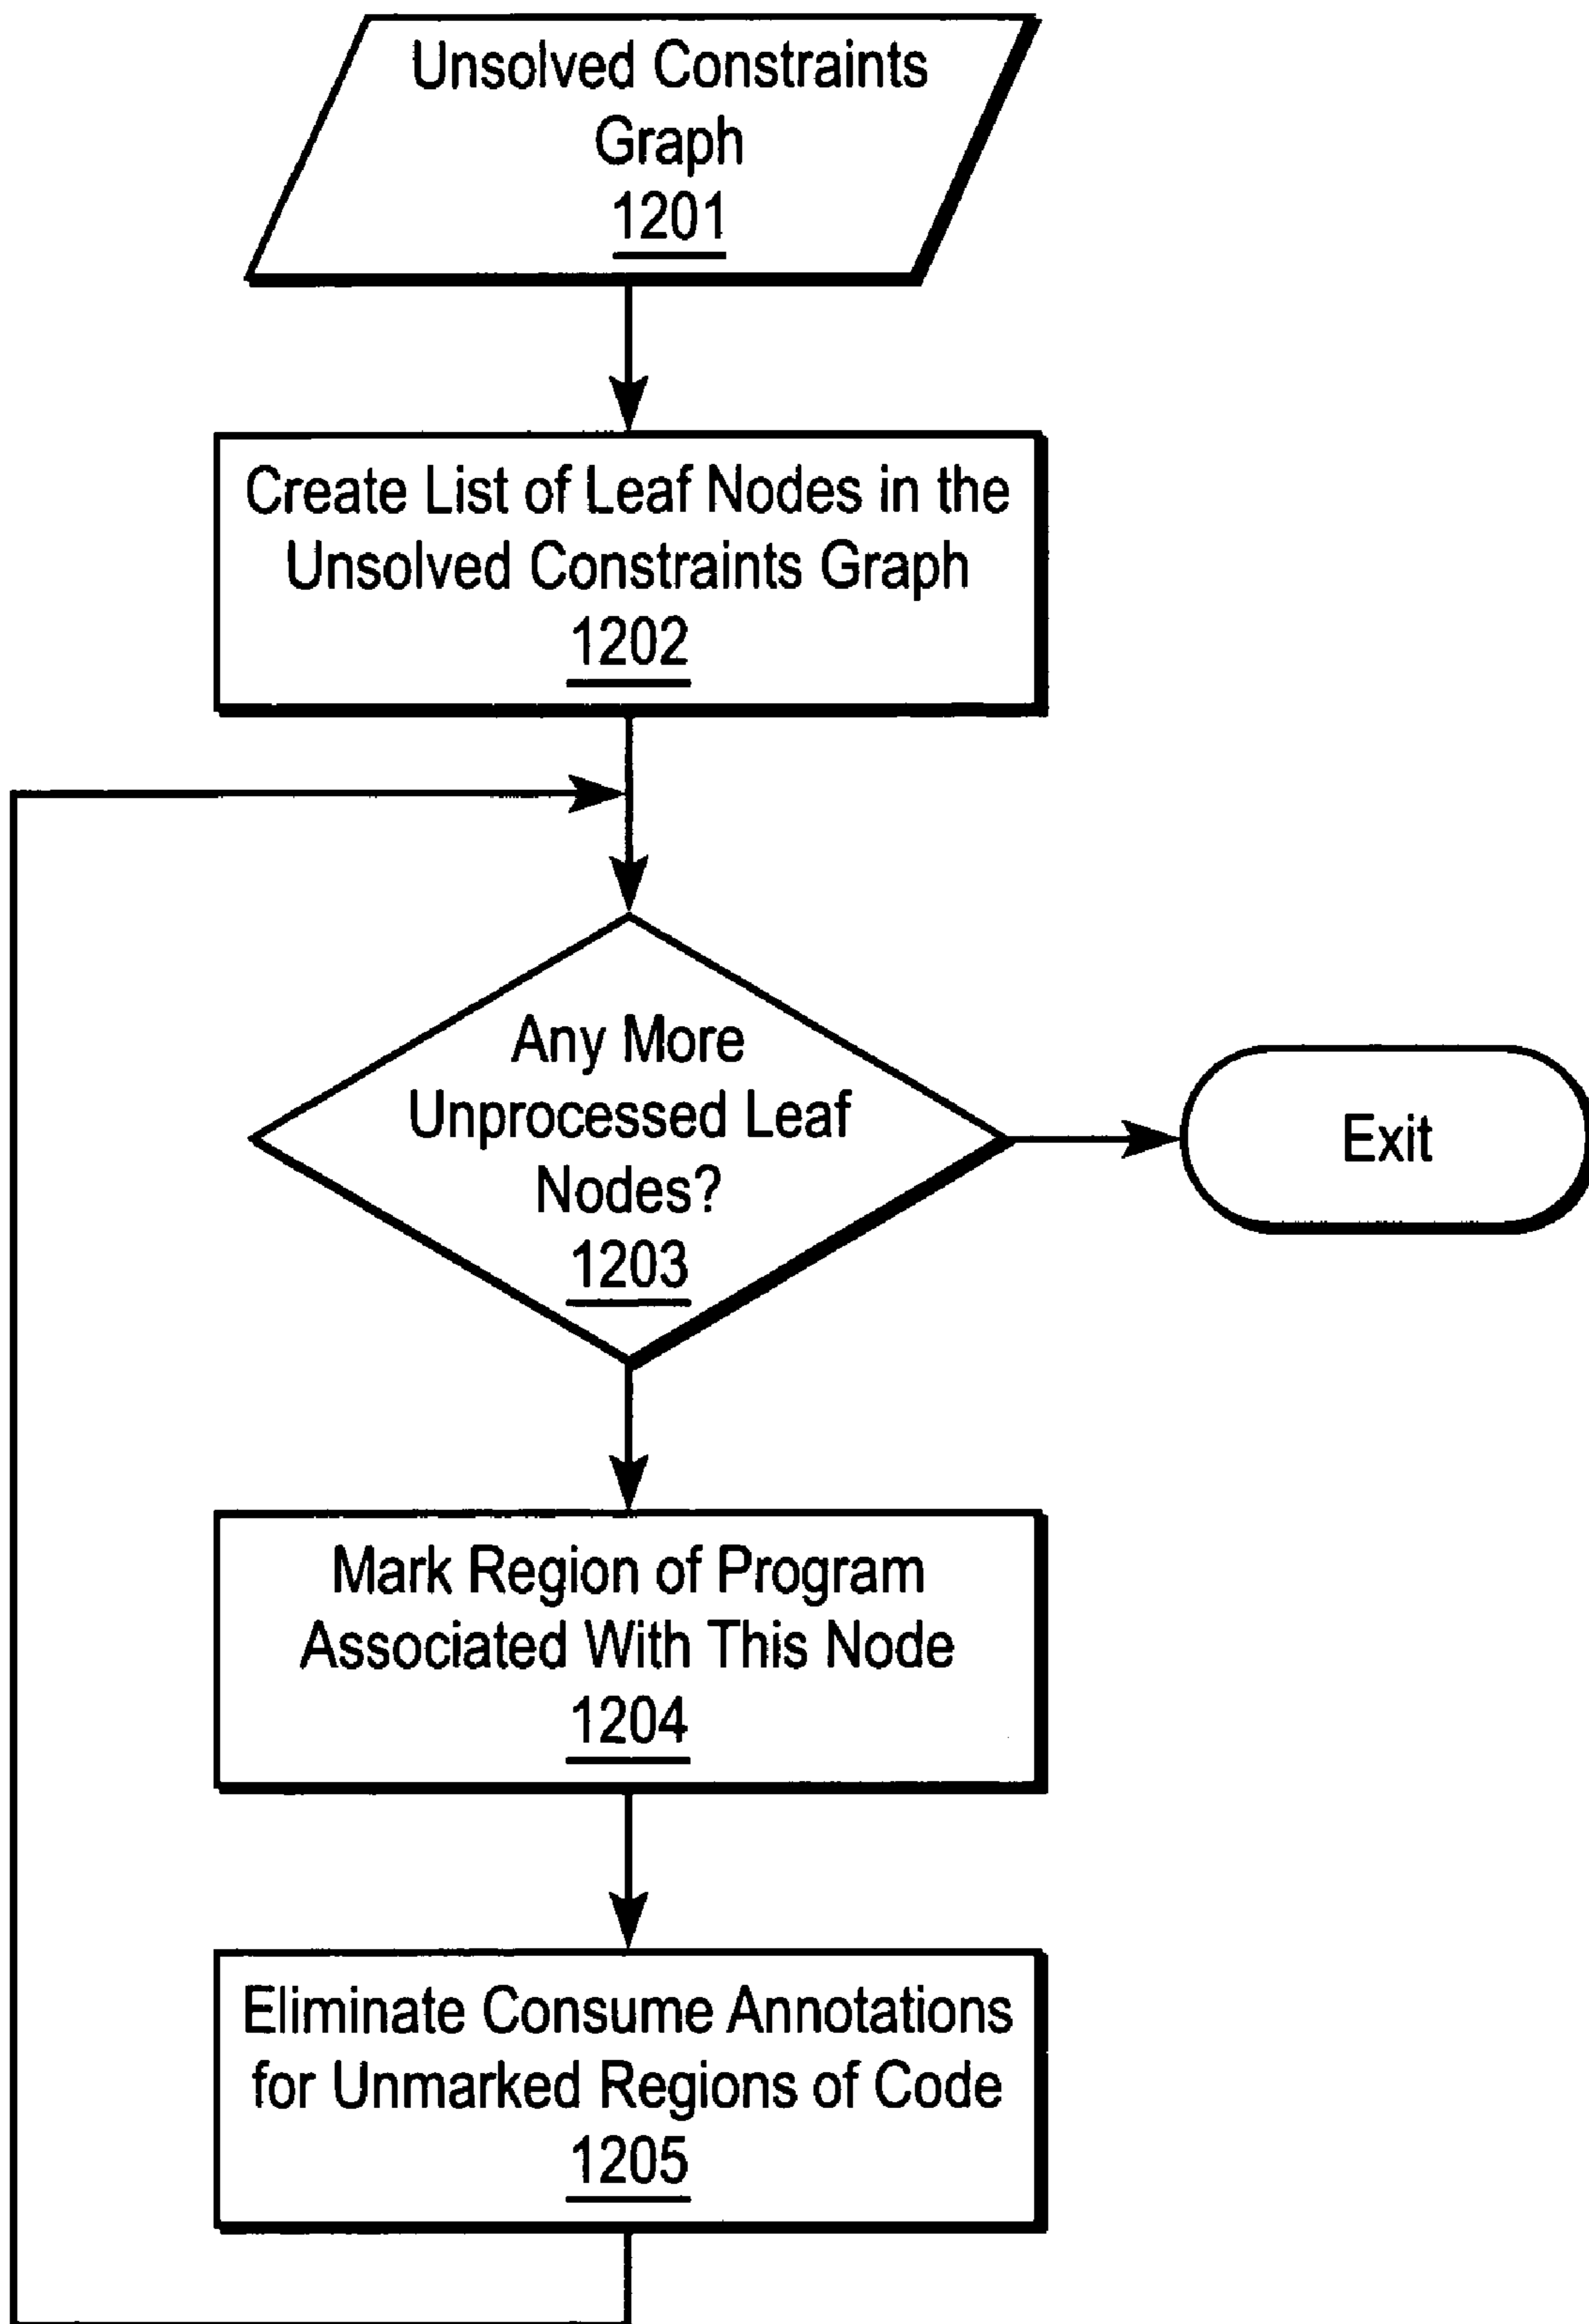 Unsolved Constraints
Graph
1201
Create List of Leaf Nodes in the
Unsolved Constraints Graph
1202
Any More
Unprocessed Leaf
Nodes?
1203
Exit
Mark Region of Program
Associated With This Node
1204
Eliminate Consume Annotations
for Unmarked Regions of Code
1205